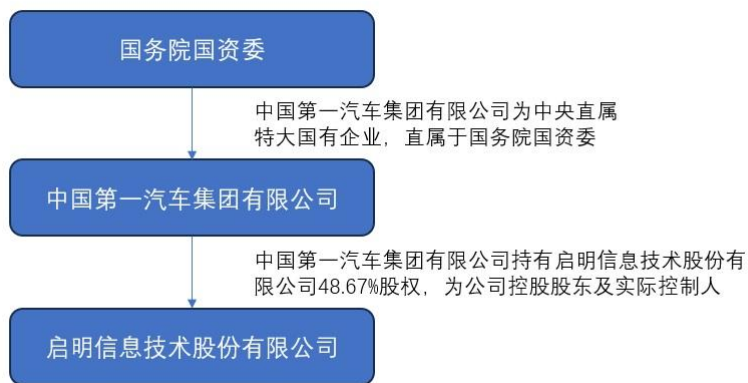 国务院国资委
中国第一汽车集团有限公司为中央直属
特大国有企业，直属于国务院国资委
中国第一汽车集团有限公司
中国第一汽车集团有限公司持有启明信息技术股份有
限公司48.67%股权，为公司控股股东及实际控制人
启明信息技术股份有限公司